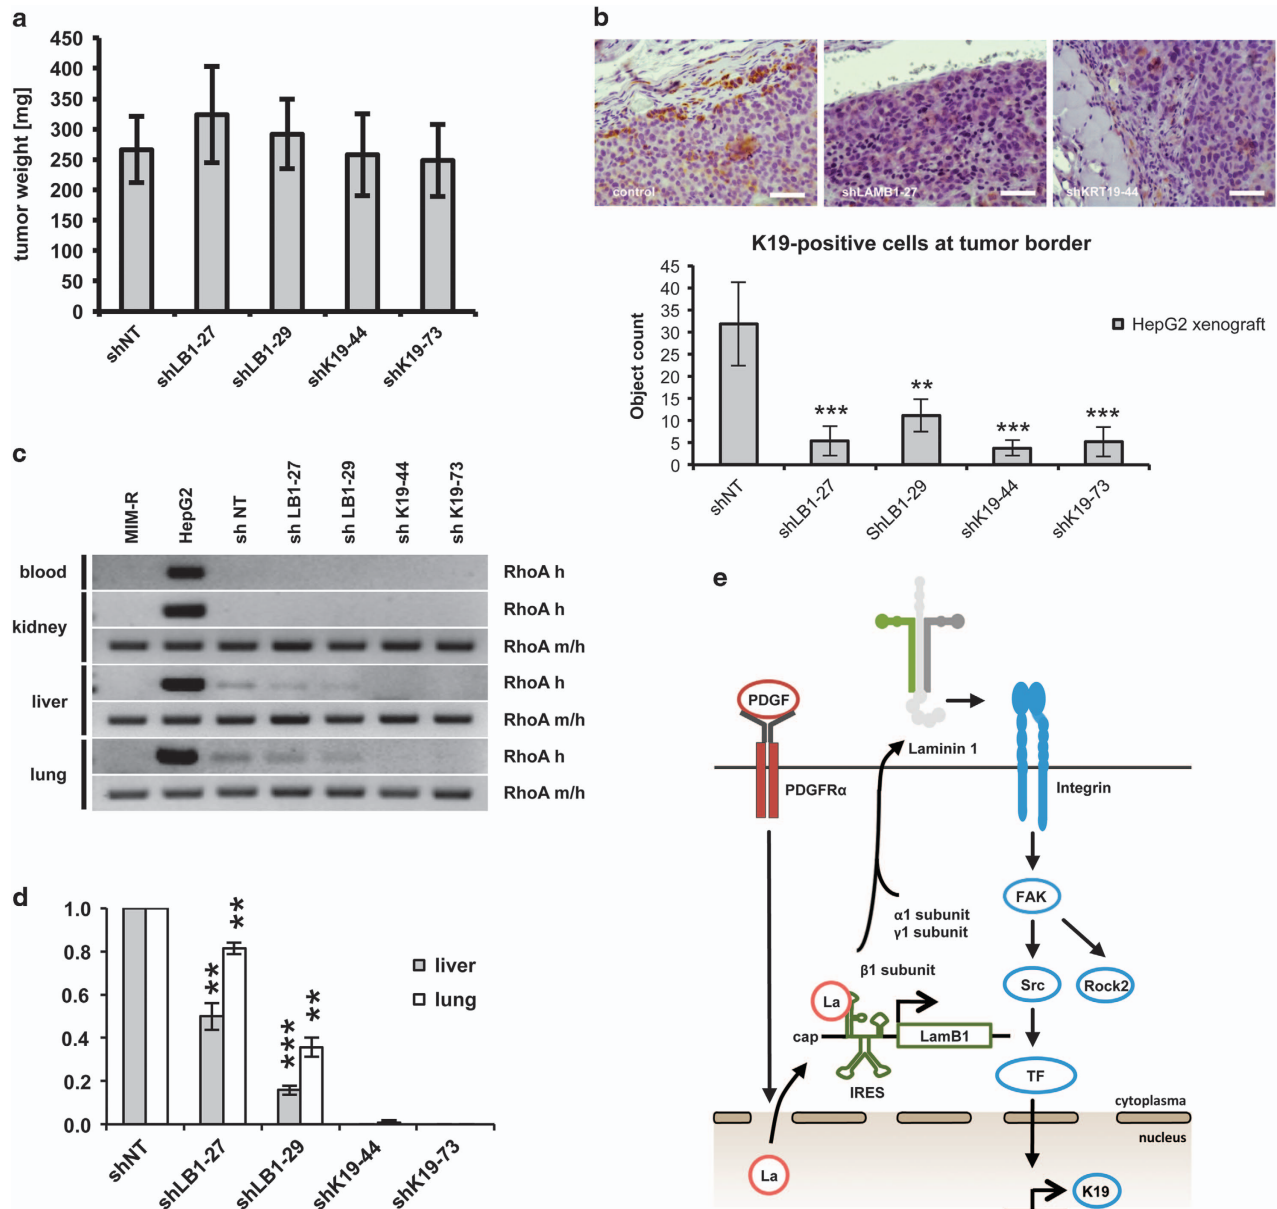 a
450
400
350
300
250
200
150
100
50
0
tumor weight [mg]
shNT
shLB1-27
shLB1-29
shK19-44
shK19-73
b
control
shLAMB1-27
shKRT19-44
K19-positive cells at tumor border
45
40
35
30
25
20
15
10
5
0
Object count
***
**
***
***
HepG2 xenograft
shNT
shLB1-27
ShLB1-29
shK19-44
shK19-73
c
MIM-R
HepG2
sh NT
sh LB1-27
sh LB1-29
sh K19-44
sh K19-73
blood
RhoA h
kidney
RhoA h
RhoA m/h
liver
RhoA h
RhoA m/h
lung
RhoA h
RhoA m/h
d
1.0
0.8
0.6
0.4
0.2
0.0
**
**
***
**
liver
lung
shNT
shLB1-27
shLB1-29
shK19-44
shK19-73
e
PDGF
PDGFRα
Laminin 1
Integrin
FAK
α1 subunit
γ1 subunit
β1 subunit
Src
Rock2
La
cap
LamB1
IRES
TF
cytoplasma
nucleus
La
K19